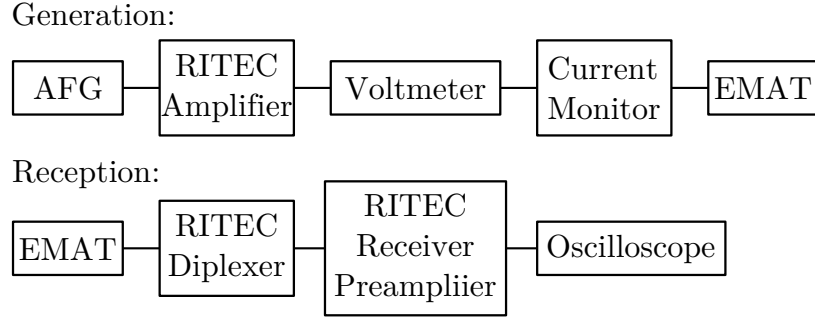 Generation:
AFG
RITEC
Amplifier
Voltmeter
Current
Monitor
EMAT
Reception:
EMAT
RITEC
Diplexer
RITEC
Receiver
Preampliier
Oscilloscope